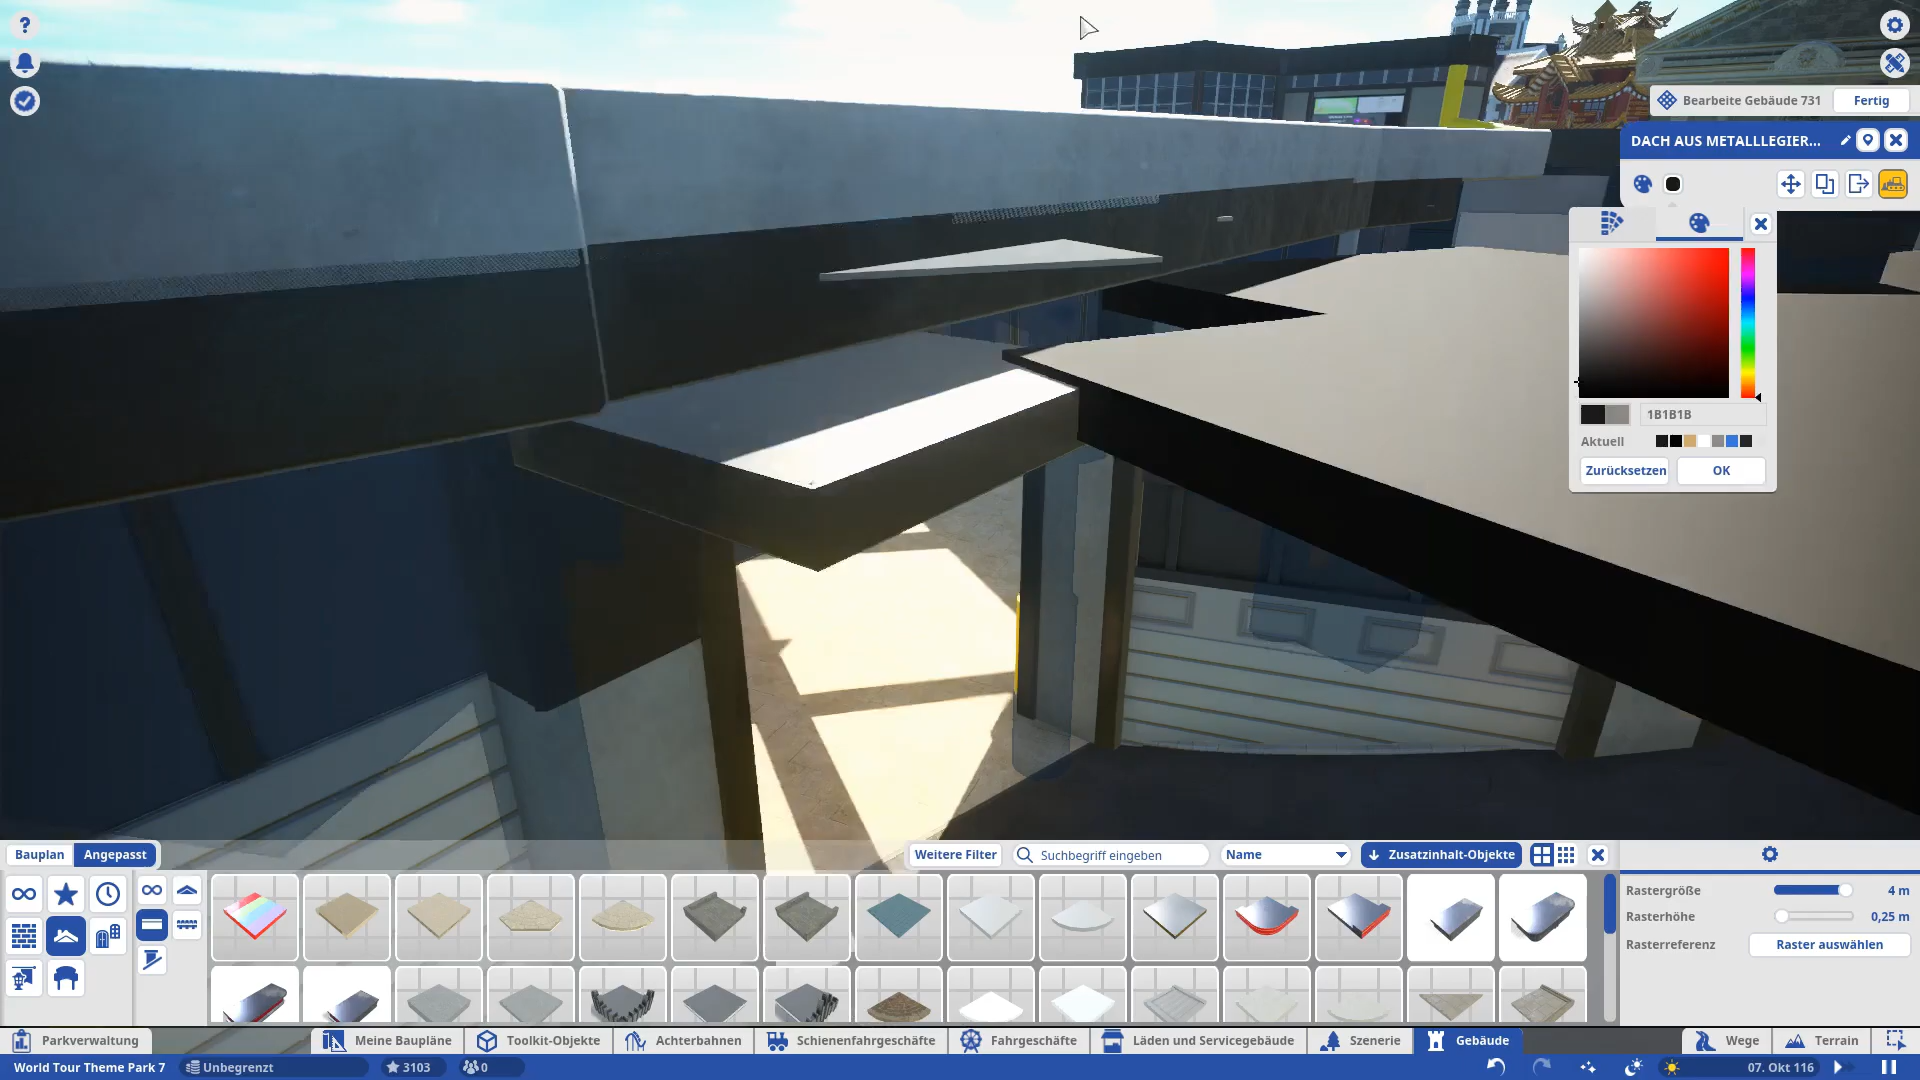 ?
Bearbeite Gebäude 731
Fertig
DACH AUS METALLLEGIER...
1B1B1B
Aktuell
Zurücksetzen
OK
Bauplan
Angepasst
Weitere Filter
Suchbegriff eingeben
Name
Zusatzinhalt-Objekte
Rastergröße
4 m
Rasterhöhe
0,25 m
Rasterreferenz
Raster auswählen
Parkverwaltung
Meine Baupläne
Toolkit-Objekte
Achterbahnen
Schienenfahrgeschäfte
Fahrgeschäfte
Läden und Servicegebäude
Szenerie
Gebäude
Wege
Terrain
World Tour Theme Park 7
Unbegrenzt
3103
0
07. Okt 116